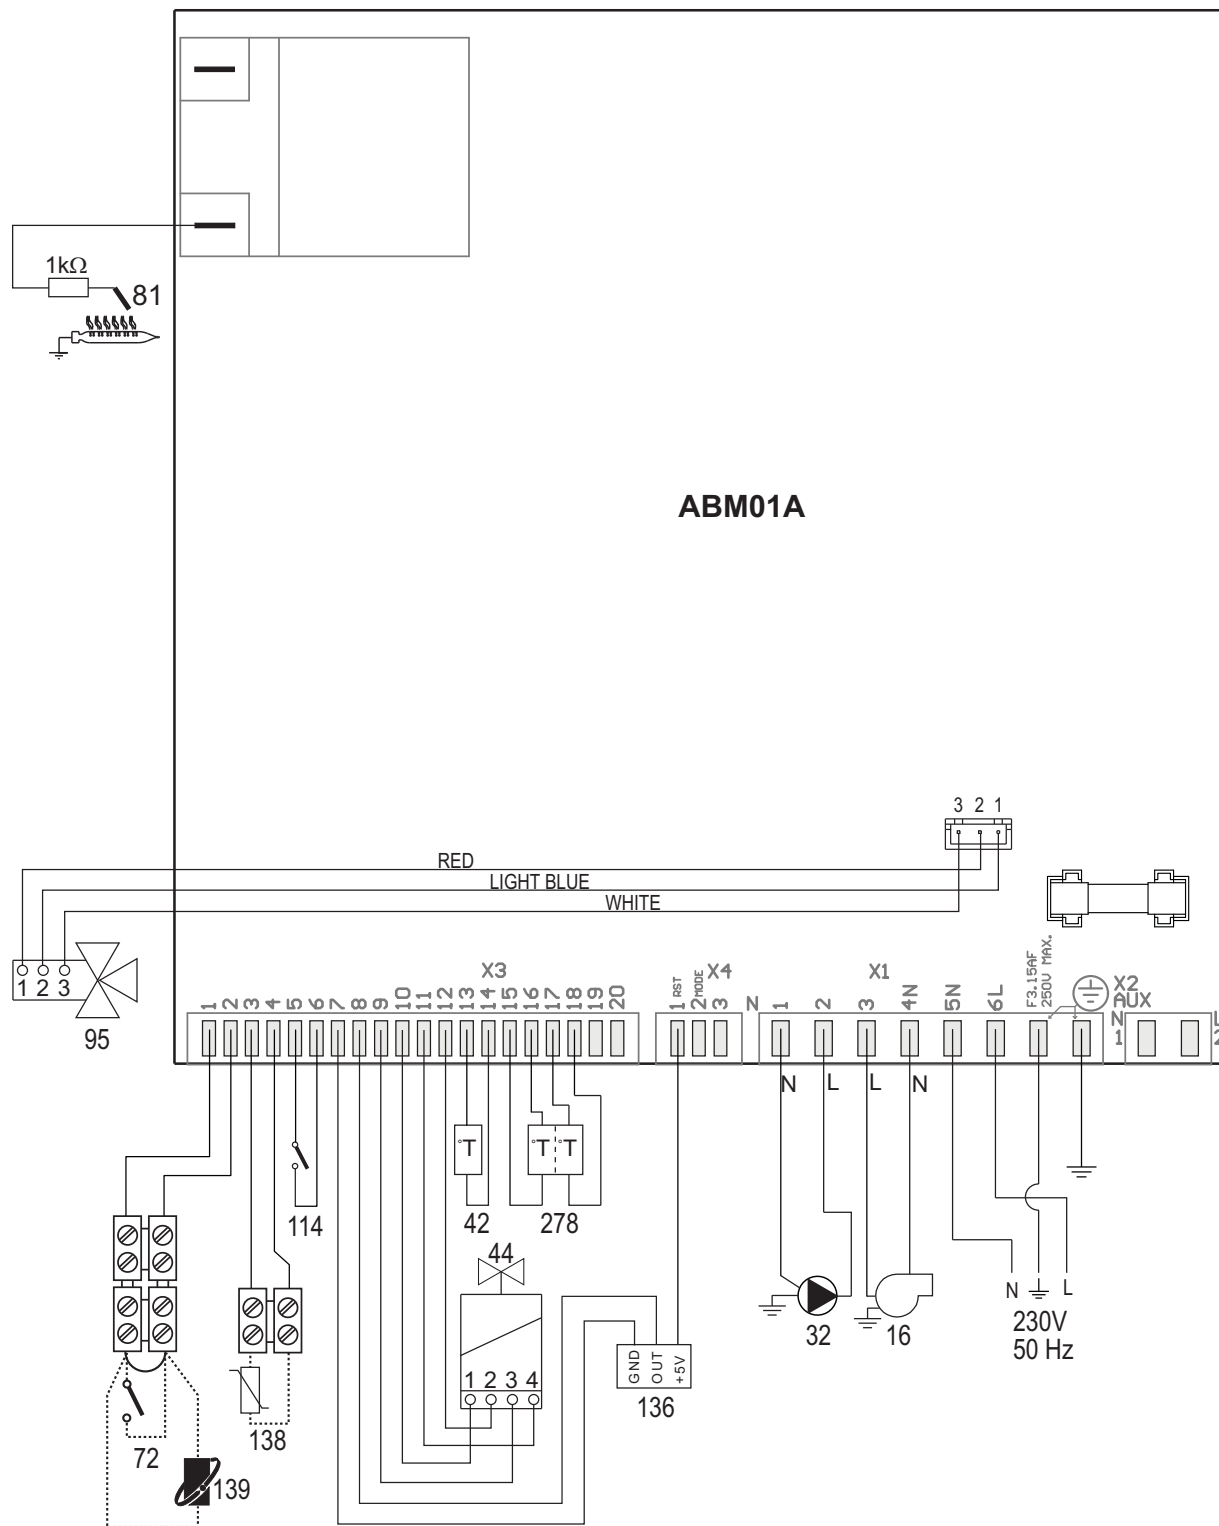 1kΩ
81
ABM01A
3 2 1
RED
LIGHT BLUE
WHITE
1 2 3
95
X3
1 2 3 4 5 6 7 8 9 10 11 12 13 14 15 16 17 18 19 20
X4
1 RST
2 MODE
3
N
X1
1 2 3 4N 5N 6L
F3.15AF
250V MAX.
X2
AUX
N
1
L
2
N L L N
°T
°T °T
114
42
278
44
N L
230V
50 Hz
32
16
GND
OUT
+5V
136
1 2 3 4
138
72
139